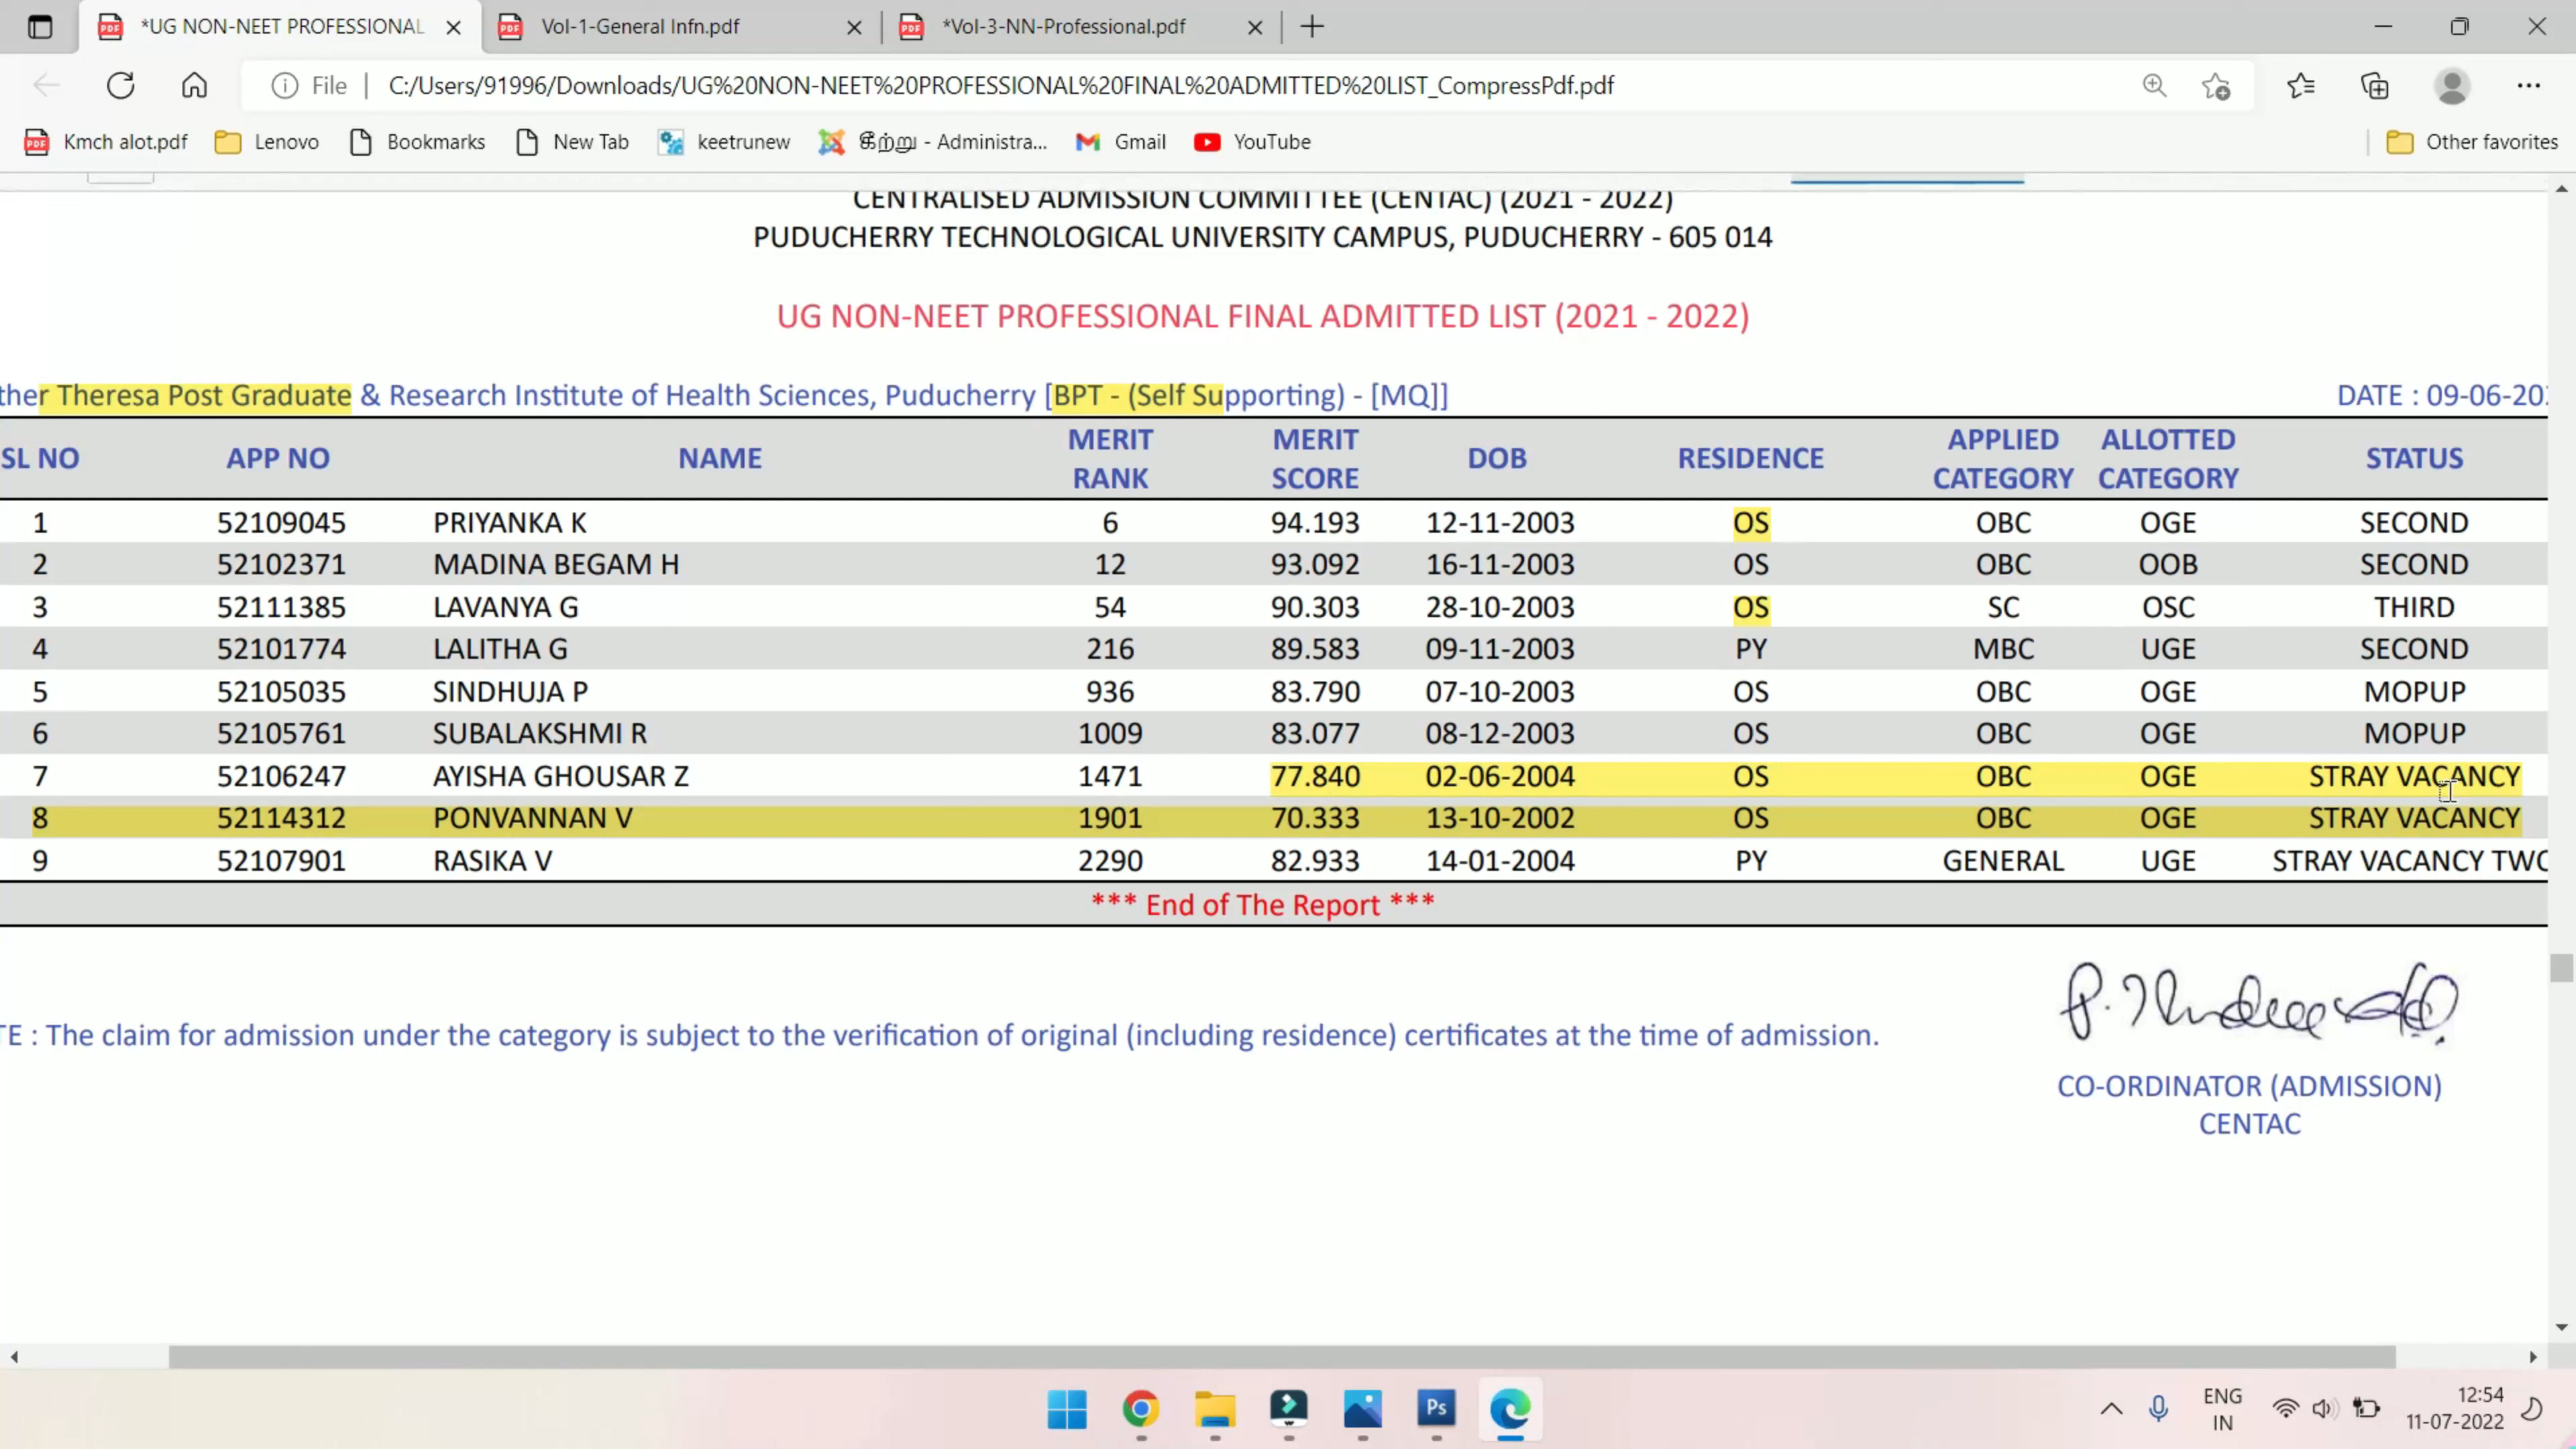 *UG NON-NEET PROFESSIONAL
Vol-1-General Infn.pdf
*Vol-3-NN-Professional.pdf
File
C:/Users/91996/Downloads/UG%20NON-NEET%20PROFESSIONAL%20FINAL%20ADMITTED%20LIST_CompressPdf.pdf
Kmch alot.pdf Lenovo Bookmarks New Tab keetrunew கீற்று - Administra... Gmail YouTube Other favorites
CENTRALISED ADMISSION COMMITTEE (CENTAC) (2021 - 2022)
PUDUCHERRY TECHNOLOGICAL UNIVERSITY CAMPUS, PUDUCHERRY - 605 014
UG NON-NEET PROFESSIONAL FINAL ADMITTED LIST (2021 - 2022)
ther Theresa Post Graduate & Research Institute of Health Sciences, Puducherry [BPT - (Self Supporting) - [MQ]] DATE : 09-06-20
SL NO APP NO NAME MERIT RANK MERIT SCORE DOB RESIDENCE APPLIED CATEGORY ALLOTTED CATEGORY STATUS
1 52109045 PRIYANKA K 6 94.193 12-11-2003 OS OBC OGE SECOND
2 52102371 MADINA BEGAM H 12 93.092 16-11-2003 OS OBC OOB SECOND
3 52111385 LAVANYA G 54 90.303 28-10-2003 OS SC OSC THIRD
4 52101774 LALITHA G 216 89.583 09-11-2003 PY MBC UGE SECOND
5 52105035 SINDHUJA P 936 83.790 07-10-2003 OS OBC OGE MOPUP
6 52105761 SUBALAKSHMI R 1009 83.077 08-12-2003 OS OBC OGE MOPUP
7 52106247 AYISHA GHOUSAR Z 1471 77.840 02-06-2004 OS OBC OGE STRAY VACANCY
8 52114312 PONVANNAN V 1901 70.333 13-10-2002 OS OBC OGE STRAY VACANCY
9 52107901 RASIKA V 2290 82.933 14-01-2004 PY GENERAL UGE STRAY VACANCY TWO
*** End of The Report ***
TE : The claim for admission under the category is subject to the verification of original (including residence) certificates at the time of admission.
CO-ORDINATOR (ADMISSION)
CENTAC
Ps
ENG
IN
12:54
11-07-2022